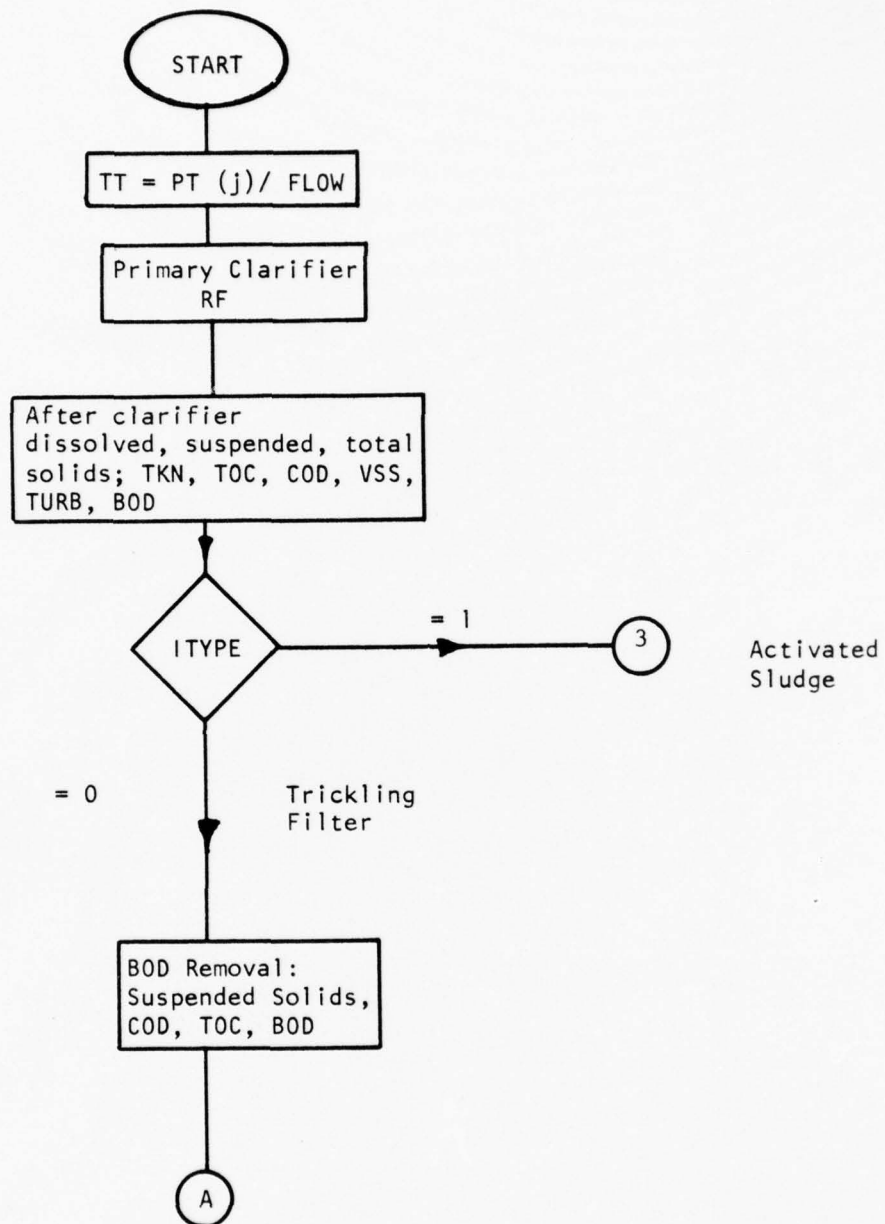 START
TT = PT (j)/ FLOW
Primary Clarifier
RF
After clarifier
dissolved, suspended, total
solids; TKN, TOC, COD, VSS,
TURB, BOD
ITYPE
= 1
3
Activated
Sludge
= 0
Trickling
Filter
BOD Removal:
Suspended Solids,
COD, TOC, BOD
A